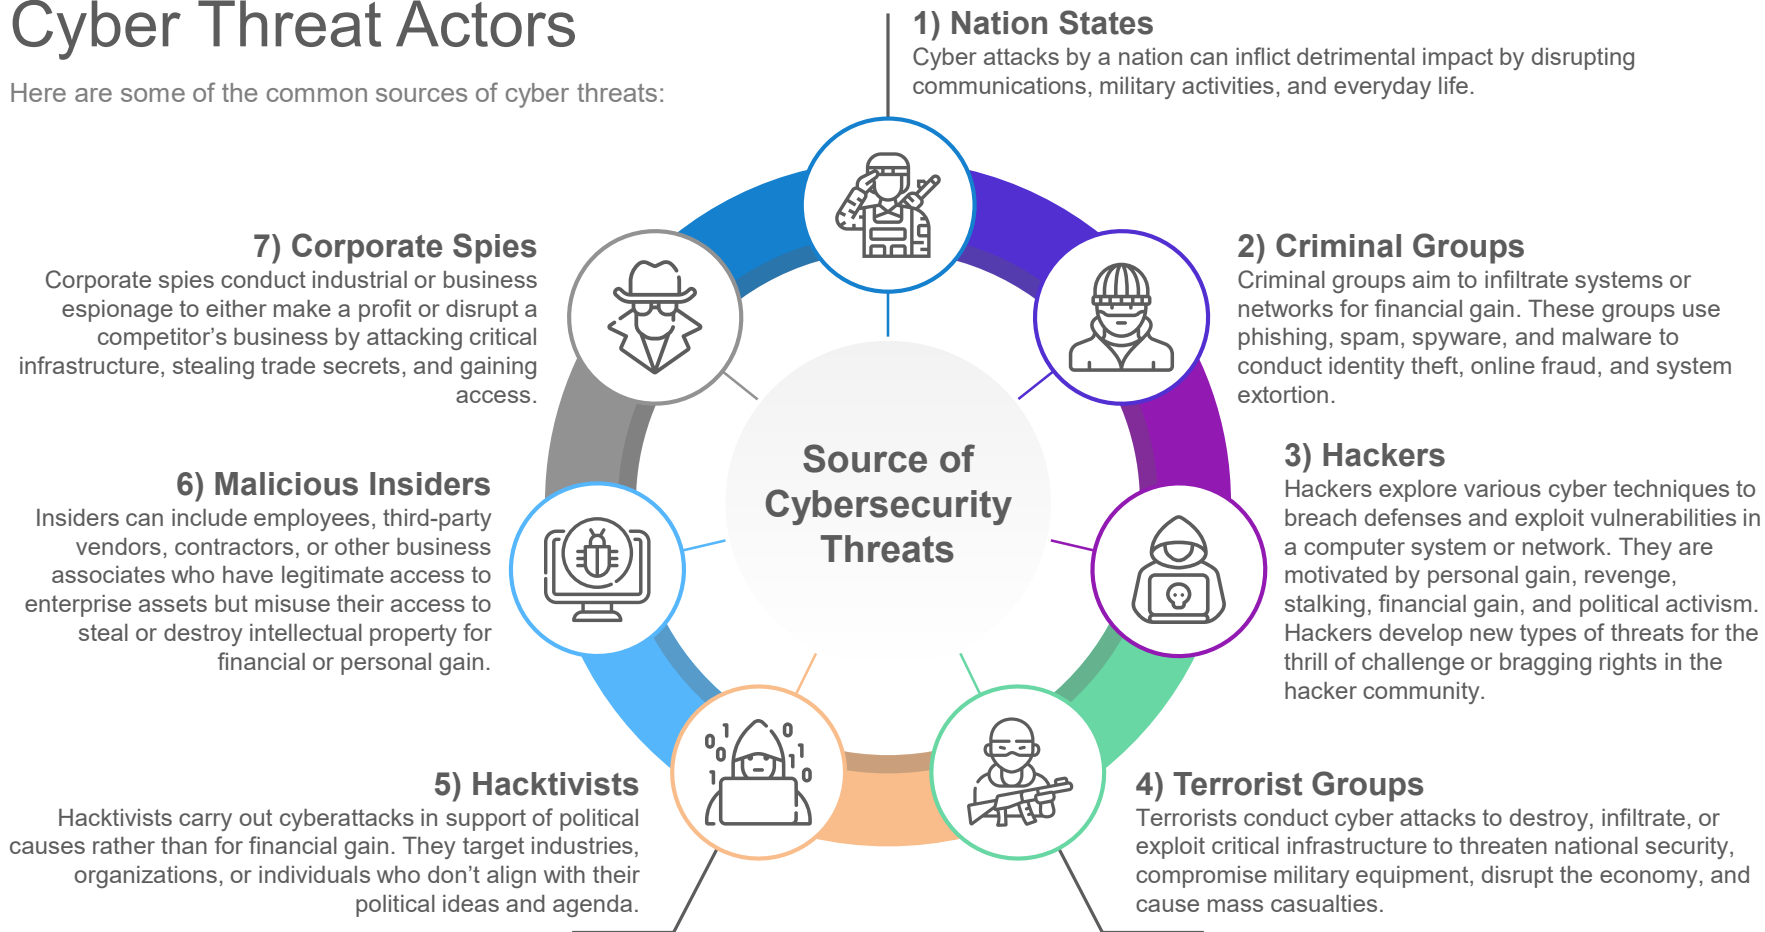 Cyber Threat Actors
Here are some of the common sources of cyber threats:
1) Nation States
Cyber attacks by a nation can inflict detrimental impact by disrupting
communications, military activities, and everyday life.
2) Criminal Groups
Criminal groups aim to infiltrate systems or
networks for financial gain. These groups use
phishing, spam, spyware, and malware to
conduct identity theft, online fraud, and system
extortion.
3) Hackers
Hackers explore various cyber techniques to
breach defenses and exploit vulnerabilities in
a computer system or network. They are
motivated by personal gain, revenge,
stalking, financial gain, and political activism.
Hackers develop new types of threats for the
thrill of challenge or bragging rights in the
hacker community.
4) Terrorist Groups
Terrorists conduct cyber attacks to destroy, infiltrate, or
exploit critical infrastructure to threaten national security,
compromise military equipment, disrupt the economy, and
cause mass casualties.
5) Hacktivists
Hacktivists carry out cyberattacks in support of political
causes rather than for financial gain. They target industries,
organizations, or individuals who don’t align with their
political ideas and agenda.
6) Malicious Insiders
Insiders can include employees, third-party
vendors, contractors, or other business
associates who have legitimate access to
enterprise assets but misuse their access to
steal or destroy intellectual property for
financial or personal gain.
7) Corporate Spies
Corporate spies conduct industrial or business
espionage to either make a profit or disrupt a
competitor’s business by attacking critical
infrastructure, stealing trade secrets, and gaining
access.
Source of
Cybersecurity
Threats